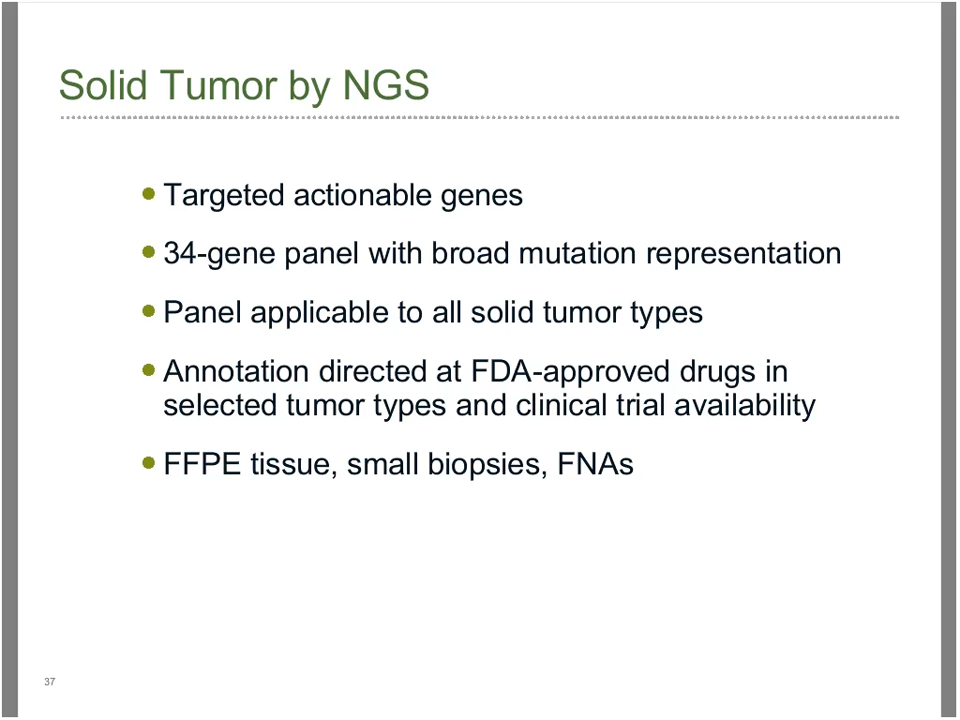 Solid Tumor by NGS
• Targeted actionable genes
• 34-gene panel with broad mutation representation
• Panel applicable to all solid tumor types
• Annotation directed at FDA-approved drugs in
selected tumor types and clinical trial availability
• FFPE tissue, small biopsies, FNAs
37